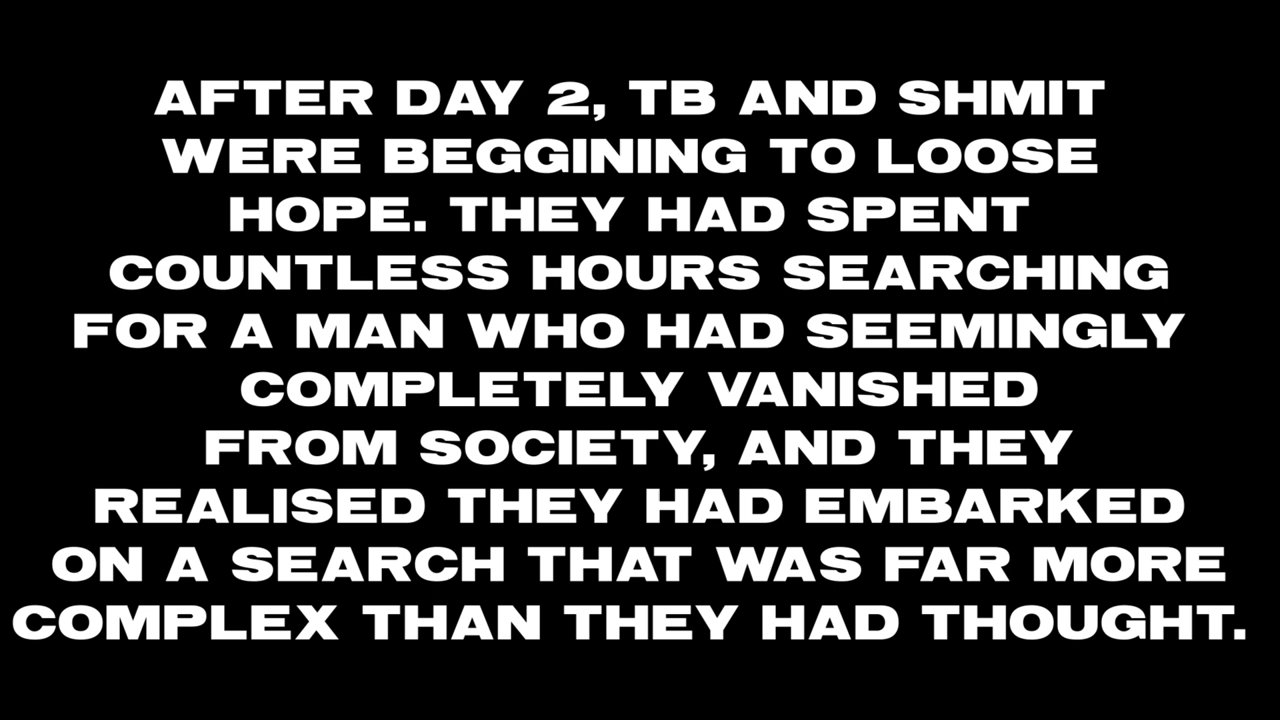 AFTER DAY 2, TB AND SHMIT
WERE BEGGINING TO LOOSE
HOPE. THEY HAD SPENT
COUNTLESS HOURS SEARCHING
FOR A MAN WHO HAD SEEMINGLY
COMPLETELY VANISHED
FROM SOCIETY, AND THEY
REALISED THEY HAD EMBARKED
ON A SEARCH THAT WAS FAR MORE
COMPLEX THAN THEY HAD THOUGHT.